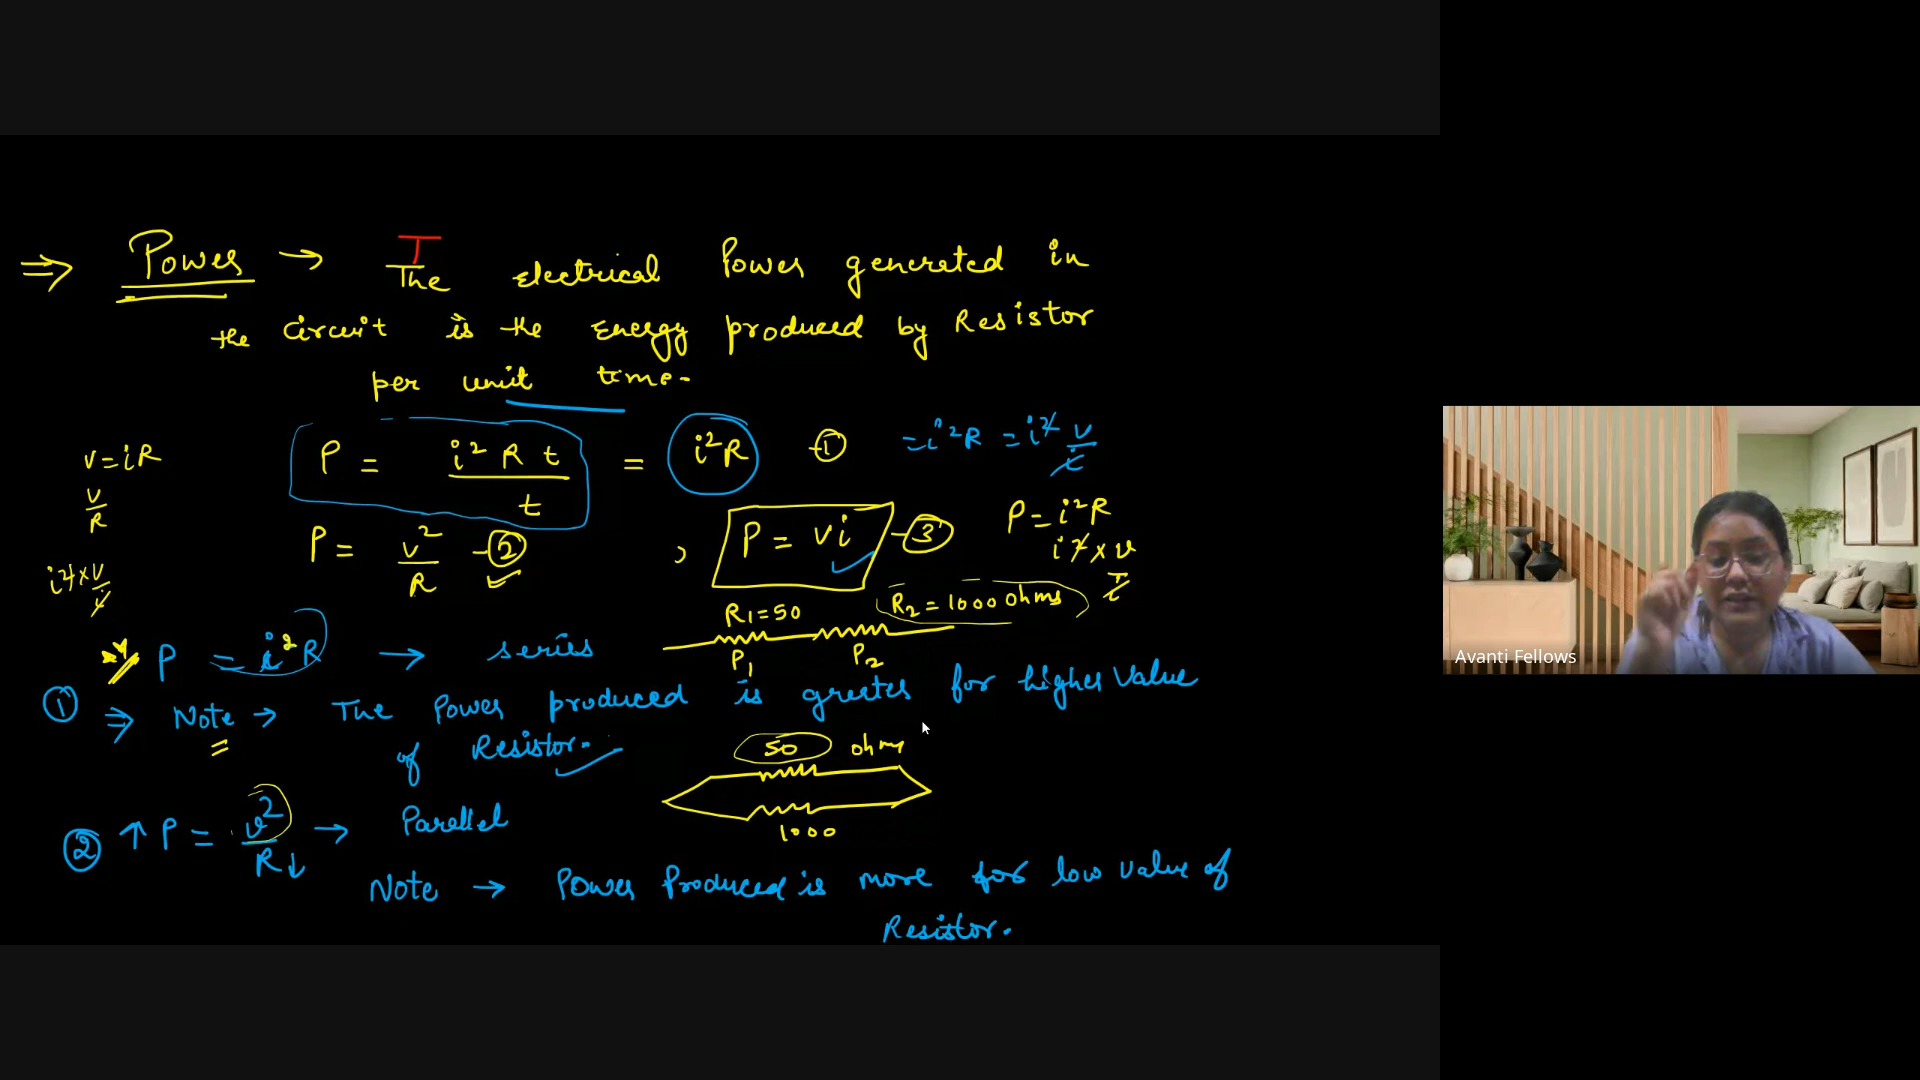 ⇒ Power → The electrical Power generated in
the circuit is the energy produced by Resistor
per unit time.
P = i² R t / t = i²R - ① = i²R = i² v/i
v = iR
v/R
P = v²/R - ② , P = vi - ③
P = i²R
i² × v/i
i² × v/i
R₁ = 50 R₂ = 1000 ohms
P = i²R → series
P₁ P₂
① ⇒ Note → The Power produced is greater for higher value
of Resistor.
50 ohms
1000
② ↑ P = v²/R↓ → Parallel
Note → Power Produced is more for low value of
Resistor.
Avanti Fellows